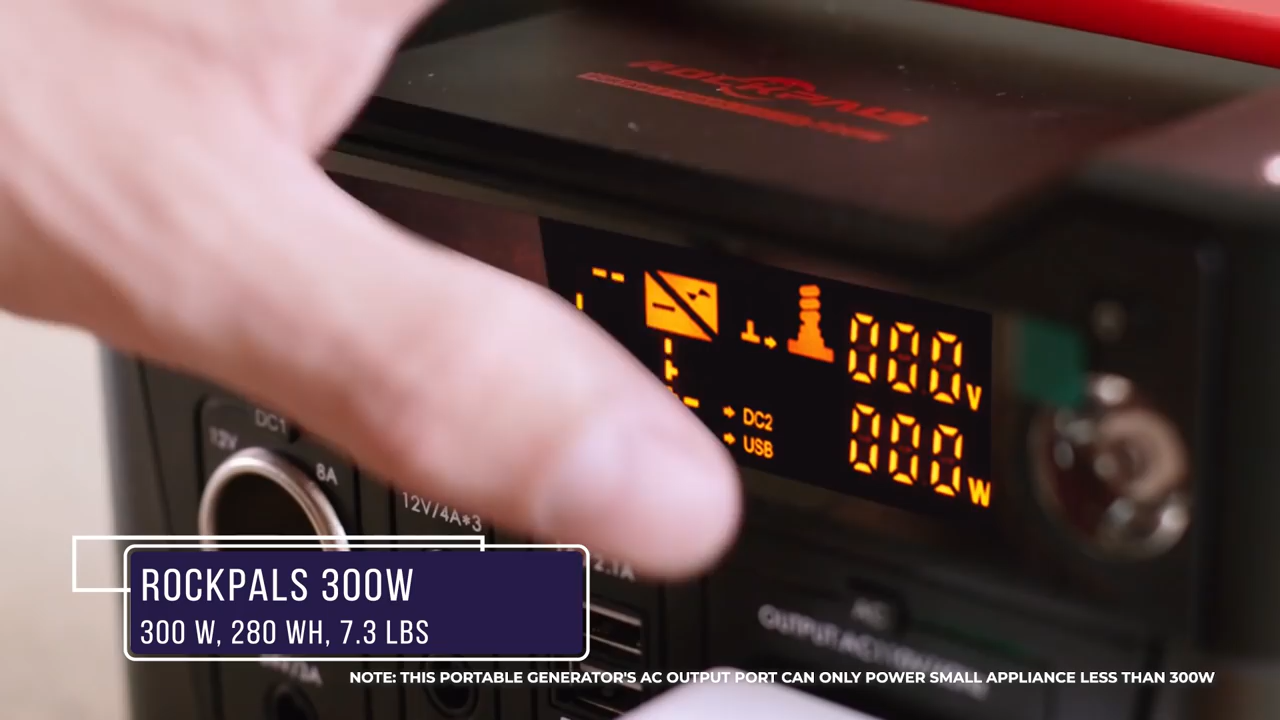 ROCKPALS
000V
DC2
USB
000W
DC1
12V
8A
12V/4A*3
2.1A
AC
ROCKPALS 300W
300 W, 280 WH, 7.3 LBS
NOTE: THIS PORTABLE GENERATOR'S AC OUTPUT PORT CAN ONLY POWER SMALL APPLIANCE LESS THAN 300W